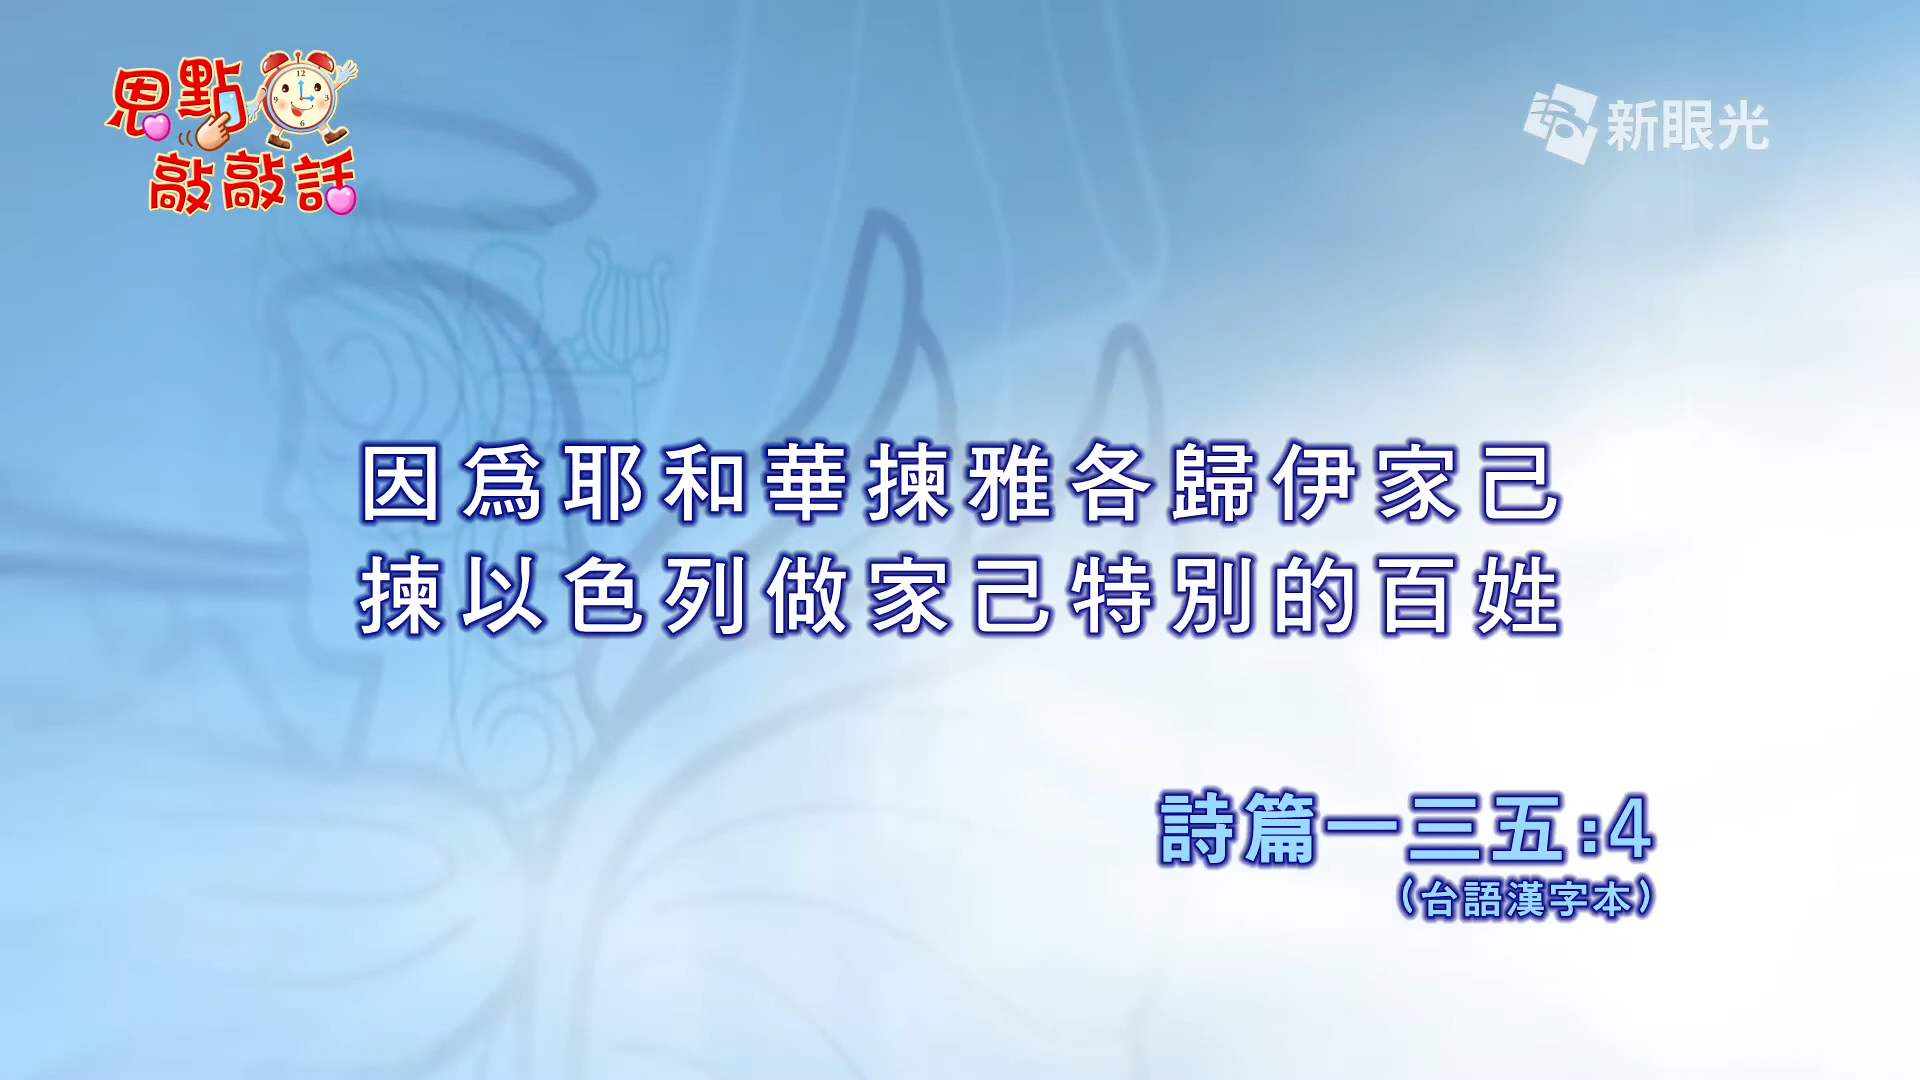 恩點
敲敲話
新眼光
因爲耶和華揀雅各歸伊家己
揀以色列做家己特別的百姓
詩篇一三五:4
(台語漢字本)